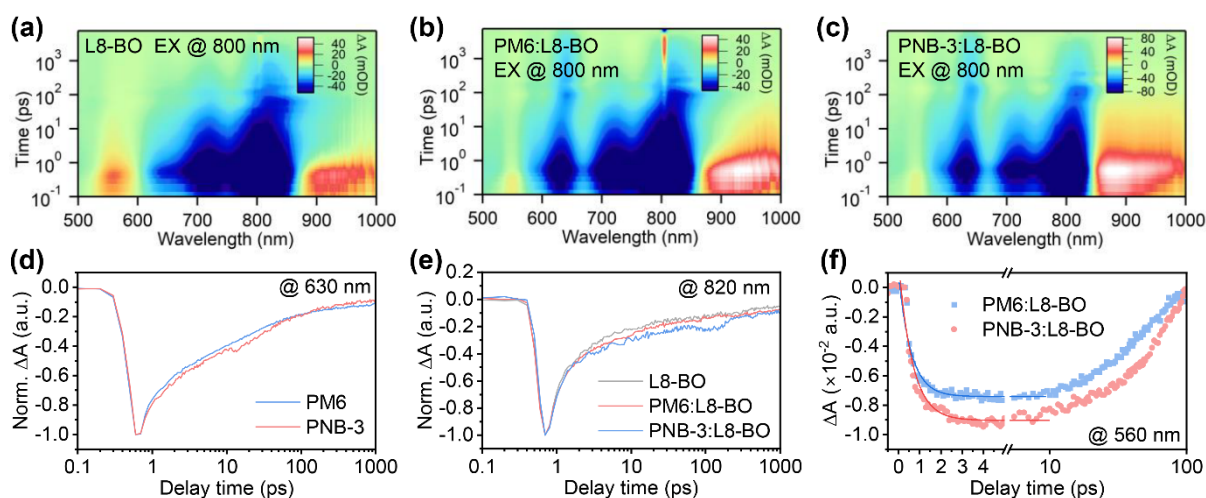 (a)
L8-BO EX @ 800 nm
ΔA (mOD)
40
20
0
-20
-40
Time (ps)
10³
10²
10¹
10⁰
10⁻¹
500 600 700 800 900 1000
Wavelength (nm)
(b)
PM6:L8-BO
EX @ 800 nm
ΔA (mOD)
40
20
0
-20
-40
Time (ps)
10³
10²
10¹
10⁰
10⁻¹
500 600 700 800 900 1000
Wavelength (nm)
(c)
PNB-3:L8-BO
EX @ 800 nm
ΔA (mOD)
80
40
0
-40
-80
Time (ps)
10³
10²
10¹
10⁰
10⁻¹
500 600 700 800 900 1000
Wavelength (nm)
(d)
@ 630 nm
Norm. ΔA (a.u.)
0.0
-0.2
-0.4
-0.6
-0.8
-1.0
PM6
PNB-3
0.1 1 10 100 1000
Delay time (ps)
(e)
@ 820 nm
Norm. ΔA (a.u.)
0.2
0.0
-0.2
-0.4
-0.6
-0.8
-1.0
L8-BO
PM6:L8-BO
PNB-3:L8-BO
0.1 1 10 100 1000
Delay time (ps)
(f)
PM6:L8-BO
PNB-3:L8-BO
ΔA (×10⁻² a.u.)
0.0
-0.2
-0.4
-0.6
-0.8
-1.0
@ 560 nm
0 1 2 3 4 10 100
Delay time (ps)